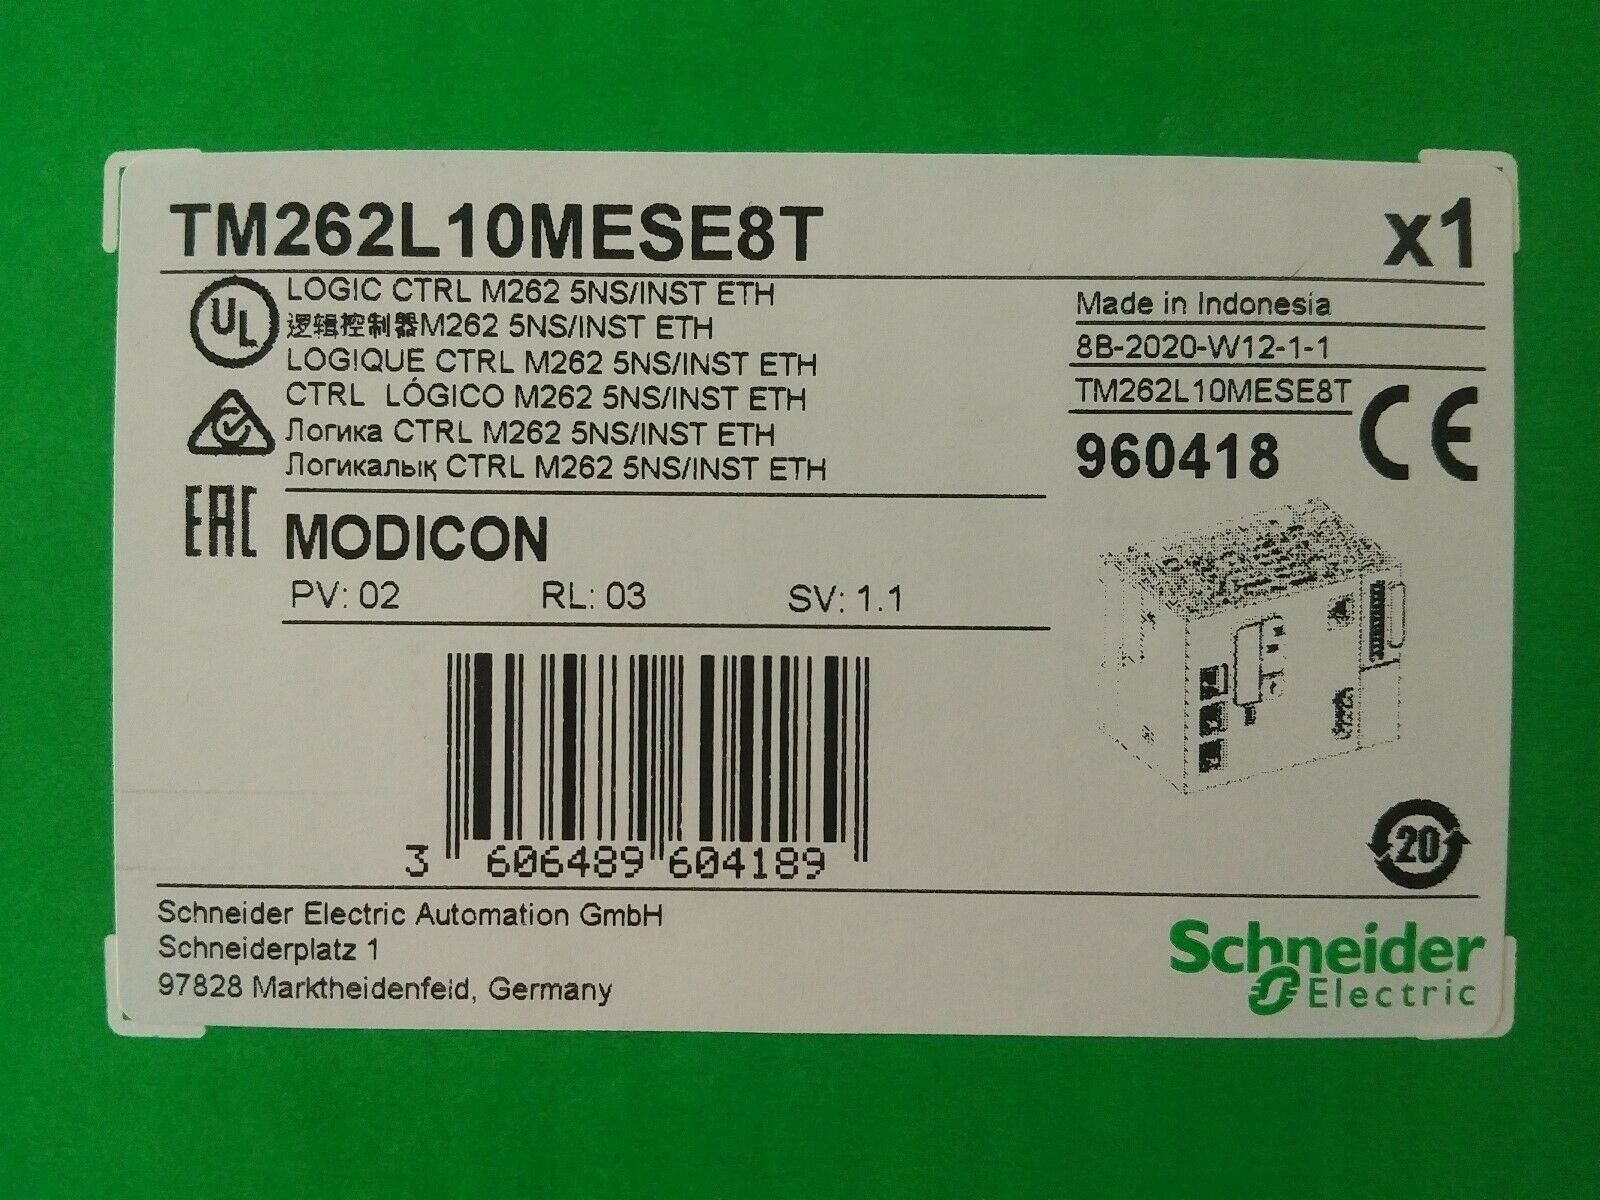 TM262L10MESE8T x1
UL
LOGIC CTRL M262 5NS/INST ETH
逻辑控制器M262 5NS/INST ETH
LOGIQUE CTRL M262 5NS/INST ETH
CTRL LÓGICO M262 5NS/INST ETH
Логика CTRL M262 5NS/INST ETH
Логикалық CTRL M262 5NS/INST ETH
Made in Indonesia
8B-2020-W12-1-1
TM262L10MESE8T
960418
CE
EAC
MODICON
PV: 02 RL: 03 SV: 1.1
3 606489 604189
20
Schneider Electric Automation GmbH
Schneiderplatz 1
97828 Marktheidenfeld, Germany
Schneider
Electric